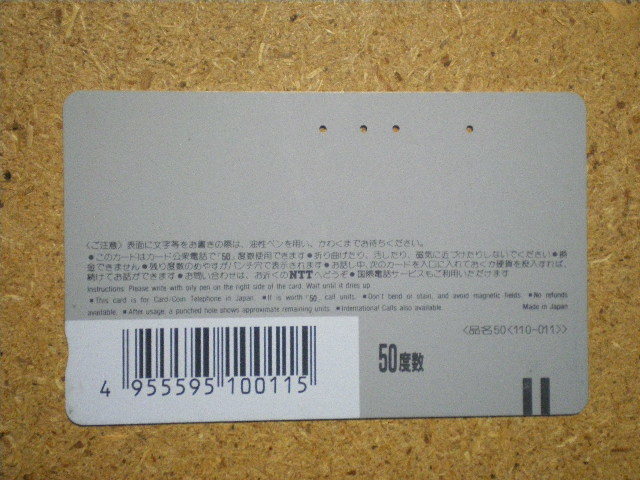 〈ご注意〉表面に文字等をお書きの際は、油性ペンを用い、かわくまでお待ちください。
●このカードはカード公衆電話で"50"度数使用できます●折り曲げたり、汚したり、磁気に近づけたりしないでください●換
金できません●残り度数のめやすがパンチ穴で表示されます●お話し中、次のカードを入口に入れておくか硬貨を投入すれば、
続けてお話ができます●お問い合わせは、お近くのNTTへどうぞ●国際電話サービスもご利用いただけます
Instructions: Please write with oily pen on the right side of the card. Wait until it dries up
■This card is for Card/Coin Telephone in Japan. ■It is worth "50" call units. ■Don't bend or stain, and avoid magnetic fields. ■No refunds
available. ■After usage, a punched hole shows approximate remaining units. ■International Calls also available. Made in Japan
〈品名50〈110-011〉〉
50度数
4 955595 100115